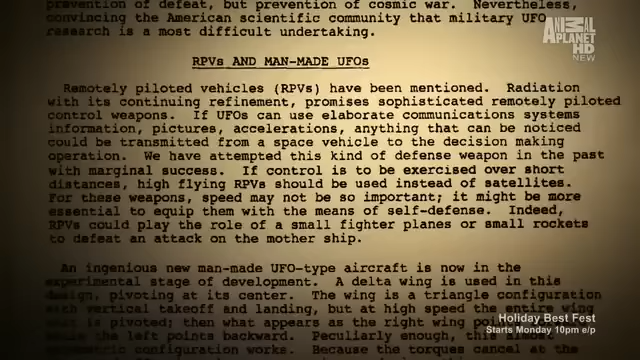 prevention of defeat, but prevention of cosmic war. Nevertheless,
convincing the American scientific community that military UFO
research is a most difficult undertaking.
ANIMAL
PLANET
HD
NEW
RPVs AND MAN-MADE UFOs
Remotely piloted vehicles (RPVs) have been mentioned. Radiation
with its continuing refinement, promises sophisticated remotely piloted
control weapons. If UFOs can use elaborate communications systems
information, pictures, accelerations, anything that can be noticed
could be transmitted from a space vehicle to the decision making
operation. We have attempted this kind of defense weapon in the past
with marginal success. If control is to be exercised over short
distances, high flying RPVs should be used instead of satellites.
For these weapons, speed may not be so important; it might be more
essential to equip them with the means of self-defense. Indeed,
RPVs could play the role of a small fighter planes or small rockets
to defeat an attack on the mother ship.
An ingenious new man-made UFO-type aircraft is now in the
experimental stage of development. A delta wing is used in this
design, pivoting at its center. The wing is a triangle configuration
with vertical takeoff and landing, but at high speed the entire wing
is pivoted; then what appears as the right wing
the left points backward. Peculiarly enough, this almost
configuration works. Because the torques cancel at the
Holiday Best Fest
Starts Monday 10pm e/p